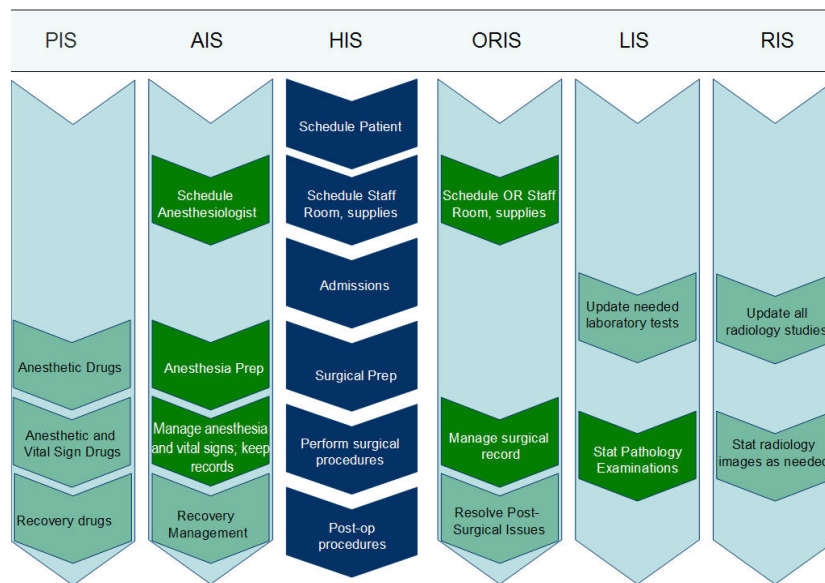 PIS
AIS
HIS
ORIS
LIS
RIS
Schedule Patient
Schedule
Anesthesiologist
Schedule Staff
Room, supplies
Schedule OR Staff
Room, supplies
Admissions
Update needed
laboratory tests
Update all
radiology studies
Anesthetic Drugs
Anesthesia Prep
Surgical Prep
Anesthetic and
Vital Sign Drugs
Manage anesthesia
and vital signs; keep
records
Perform surgical
procedures
Manage surgical
record
Stat Pathology
Examinations
Stat radiology
images as needed
Recovery drugs
Recovery
Management
Post-op
procedures
Resolve Post-
Surgical Issues